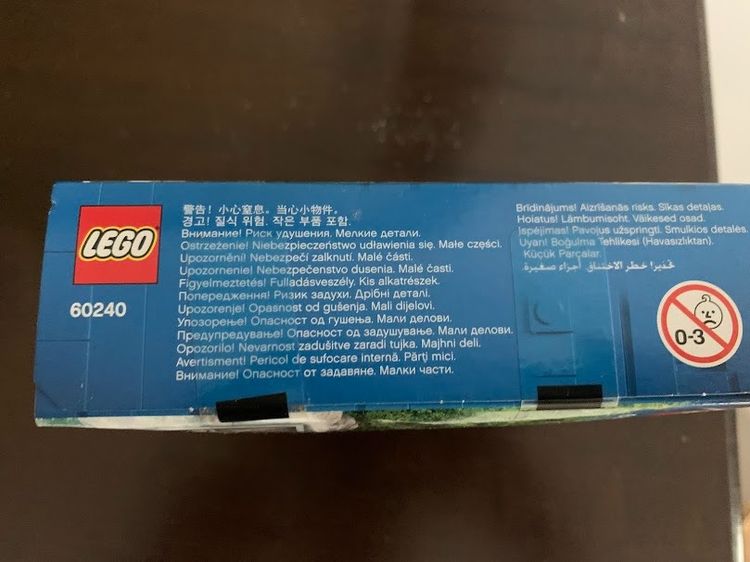 LEGO
60240
警告！小心窒息。当心小物件。
경고! 질식 위험. 작은 부품 포함.
Внимание! Риск удушения. Мелкие детали.
Ostrzeżenie! Niebezpieczeństwo udławienia się. Małe części.
Upozornění! Nebezpečí zalknutí. Malé části.
Upozornenie! Nebezpečenstvo dusenia. Malé časti.
Figyelmeztetés! Fulladásveszély. Kis alkatrészek.
Попередження! Ризик задухи. Дрібні деталі.
Upozorenje! Opasnost od gušenja. Mali dijelovi.
Упозорење! Опасност од гушења. Мали делови.
Предупредување! Опасност од задушување. Мали делови.
Opozorilo! Nevarnost zadušitve zaradi tujka. Majhni deli.
Avertisment! Pericol de sufocare internă. Părţi mici.
Внимание! Опасност от задавяне. Малки части.
Brīdinājums! Aizrīšanās risks. Sīkas detaļas.
Hoiatus! Lämbumisoht. Väikesed osad.
Įspėjimas! Pavojus užspringti. Smulkios detalės.
Uyarı! Boğulma Tehlikesi (Havasızlıktan).
Küçük Parçalar.
تحذير! خطر الاختناق. أجزاء صغيرة.
0-3